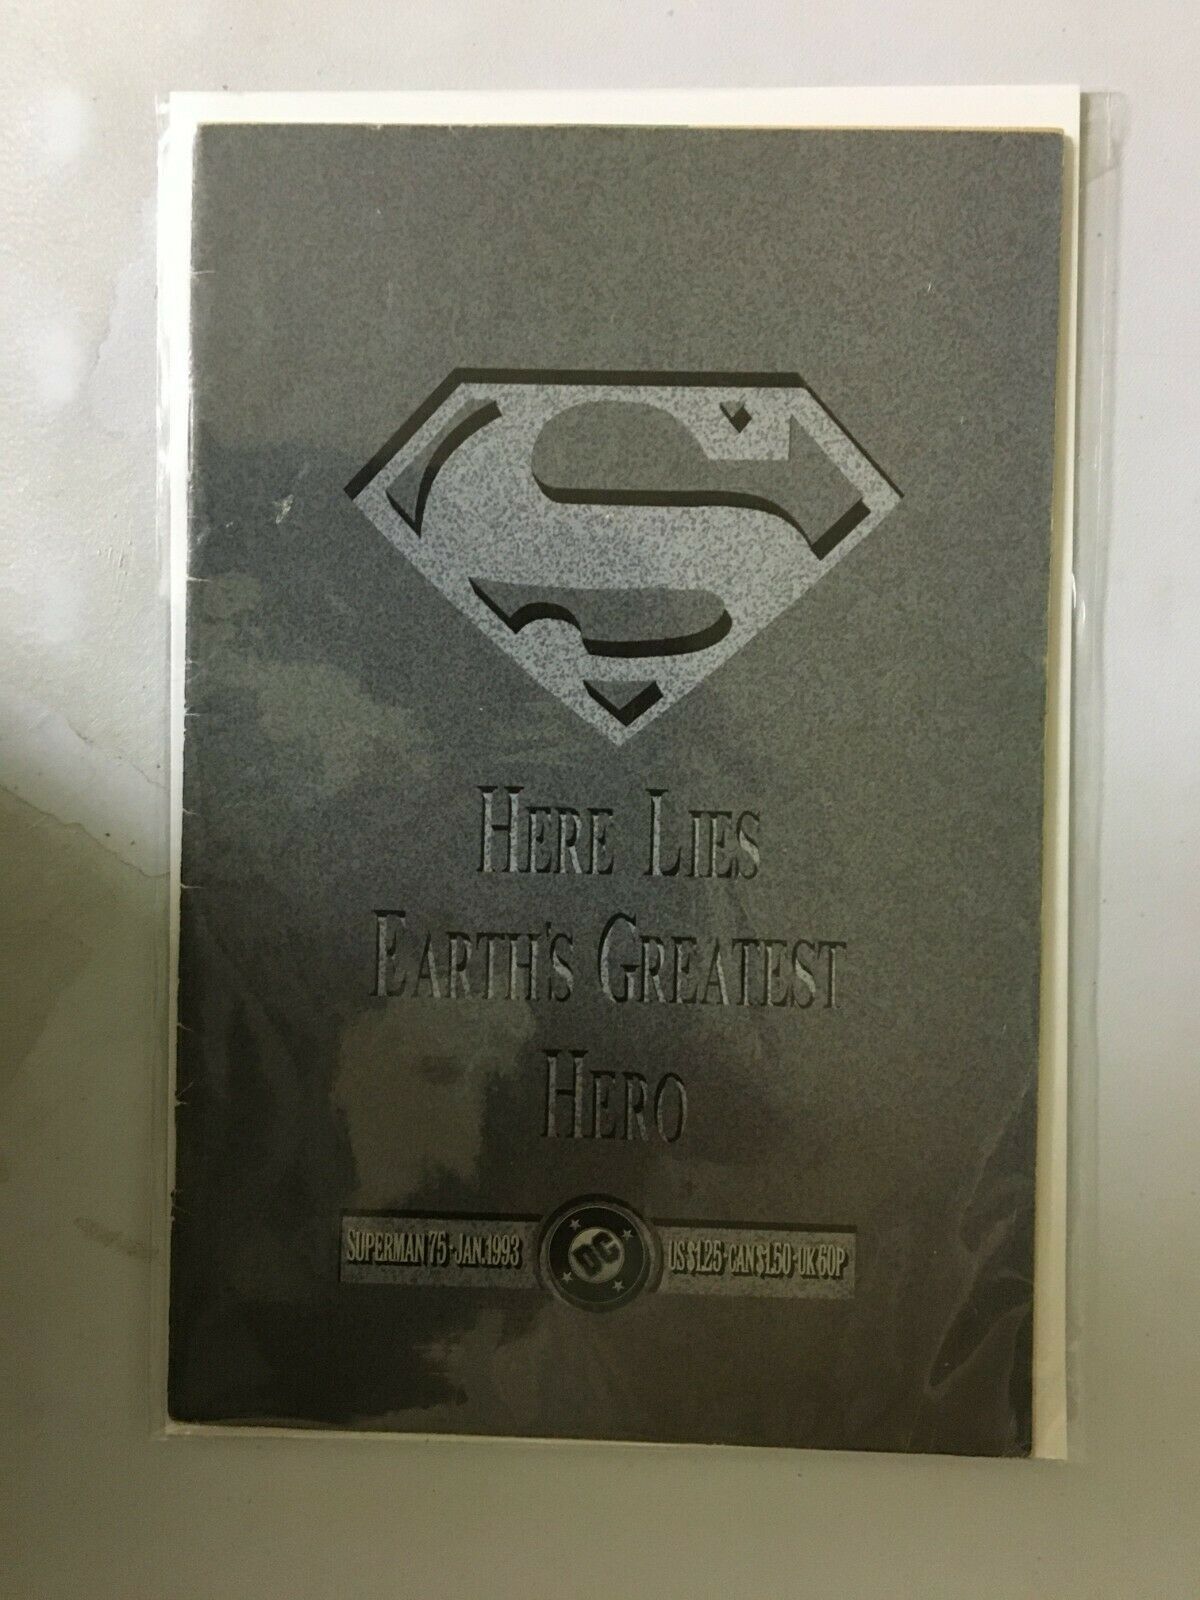 HERE LIES
EARTH'S GREATEST
HERO
SUPERMAN 75·JAN.1993 DC US$1.25·CAN$1.50·UK 60P